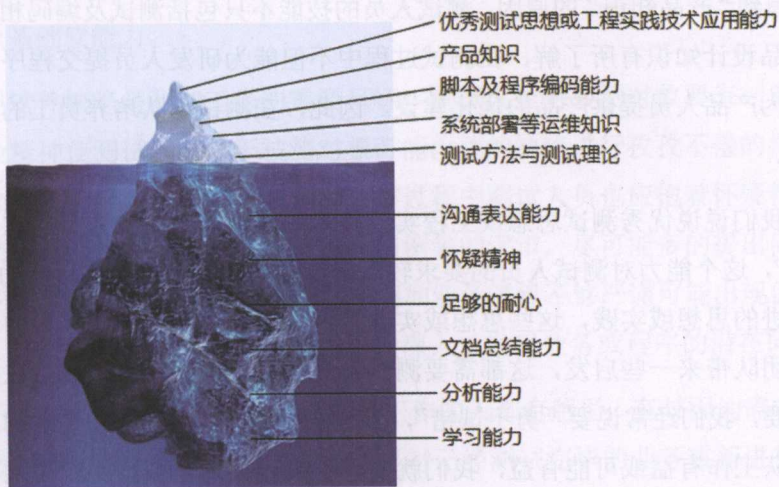 优秀测试思想或工程实践技术应用能力
产品知识
脚本及程序编码能力
系统部署等运维知识
测试方法与测试理论
沟通表达能力
怀疑精神
足够的耐心
文档总结能力
分析能力
学习能力